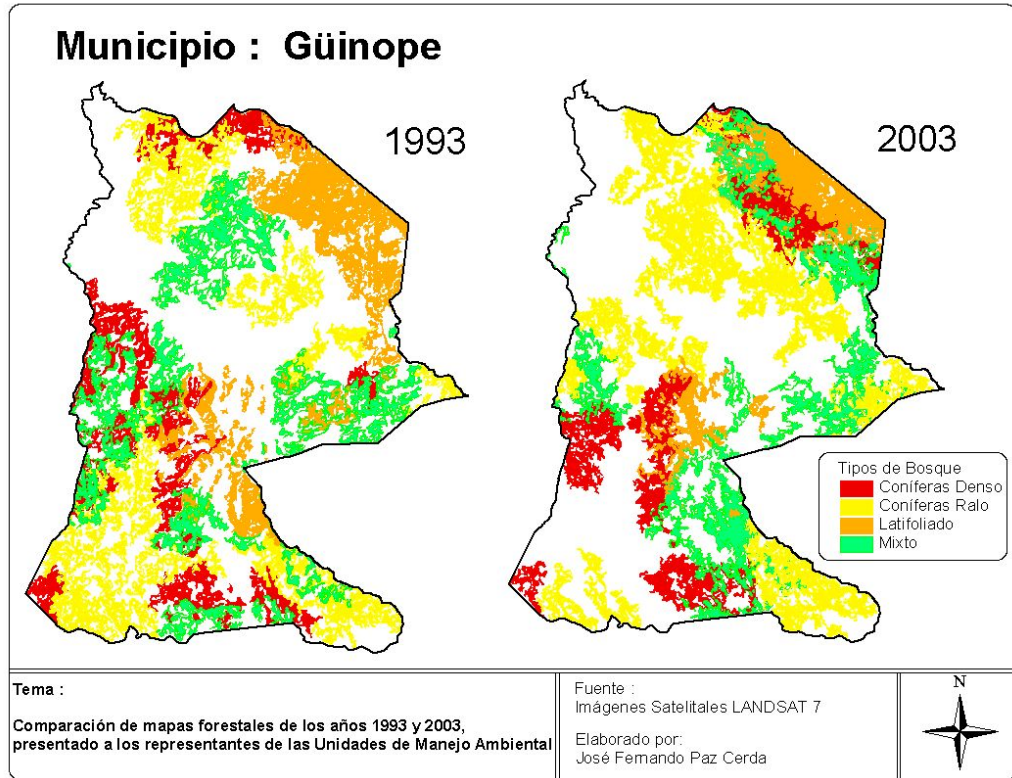 Municipio : Güinope
1993
2003
Tipos de Bosque
Coníferas Denso
Coníferas Ralo
Latifoliado
Mixto
Tema :
Comparación de mapas forestales de los años 1993 y 2003,
presentado a los representantes de las Unidades de Manejo Ambiental
Fuente :
Imágenes Satelitales LANDSAT 7
Elaborado por:
José Fernando Paz Cerda
N